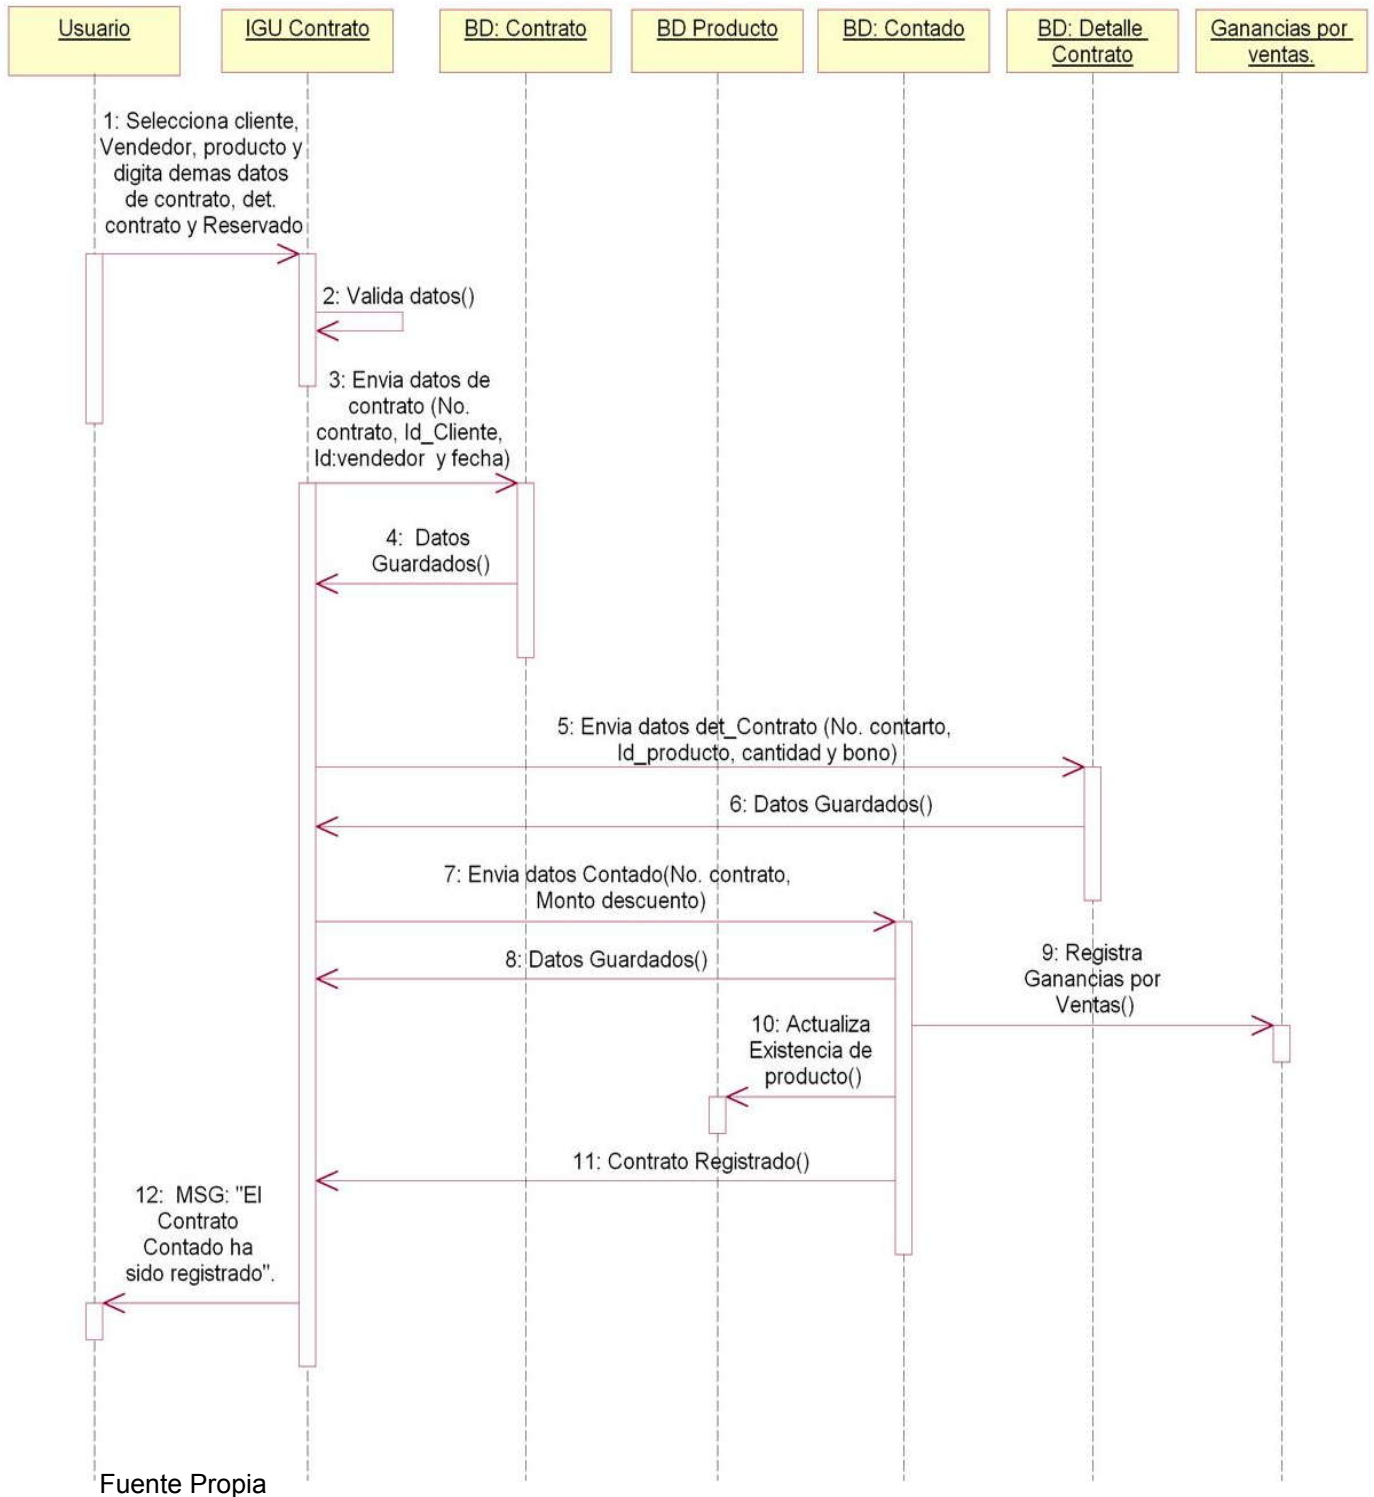 Usuario
IGU Contrato
BD: Contrato
BD Producto
BD: Contado
BD: Detalle
Contrato
Ganancias por
ventas.
1: Selecciona cliente,
Vendedor, producto y
digita demas datos
de contrato, det.
contrato y Reservado
2: Valida datos()
3: Envia datos de
contrato (No.
contrato, Id_Cliente,
Id:vendedor y fecha)
4: Datos
Guardados()
5: Envia datos det_Contrato (No. contarto,
Id_producto, cantidad y bono)
6: Datos Guardados()
7: Envia datos Contado(No. contrato,
Monto descuento)
8: Datos Guardados()
9: Registra
Ganancias por
Ventas()
10: Actualiza
Existencia de
producto()
11: Contrato Registrado()
12: MSG: "El
Contrato
Contado ha
sido registrado".
Fuente Propia